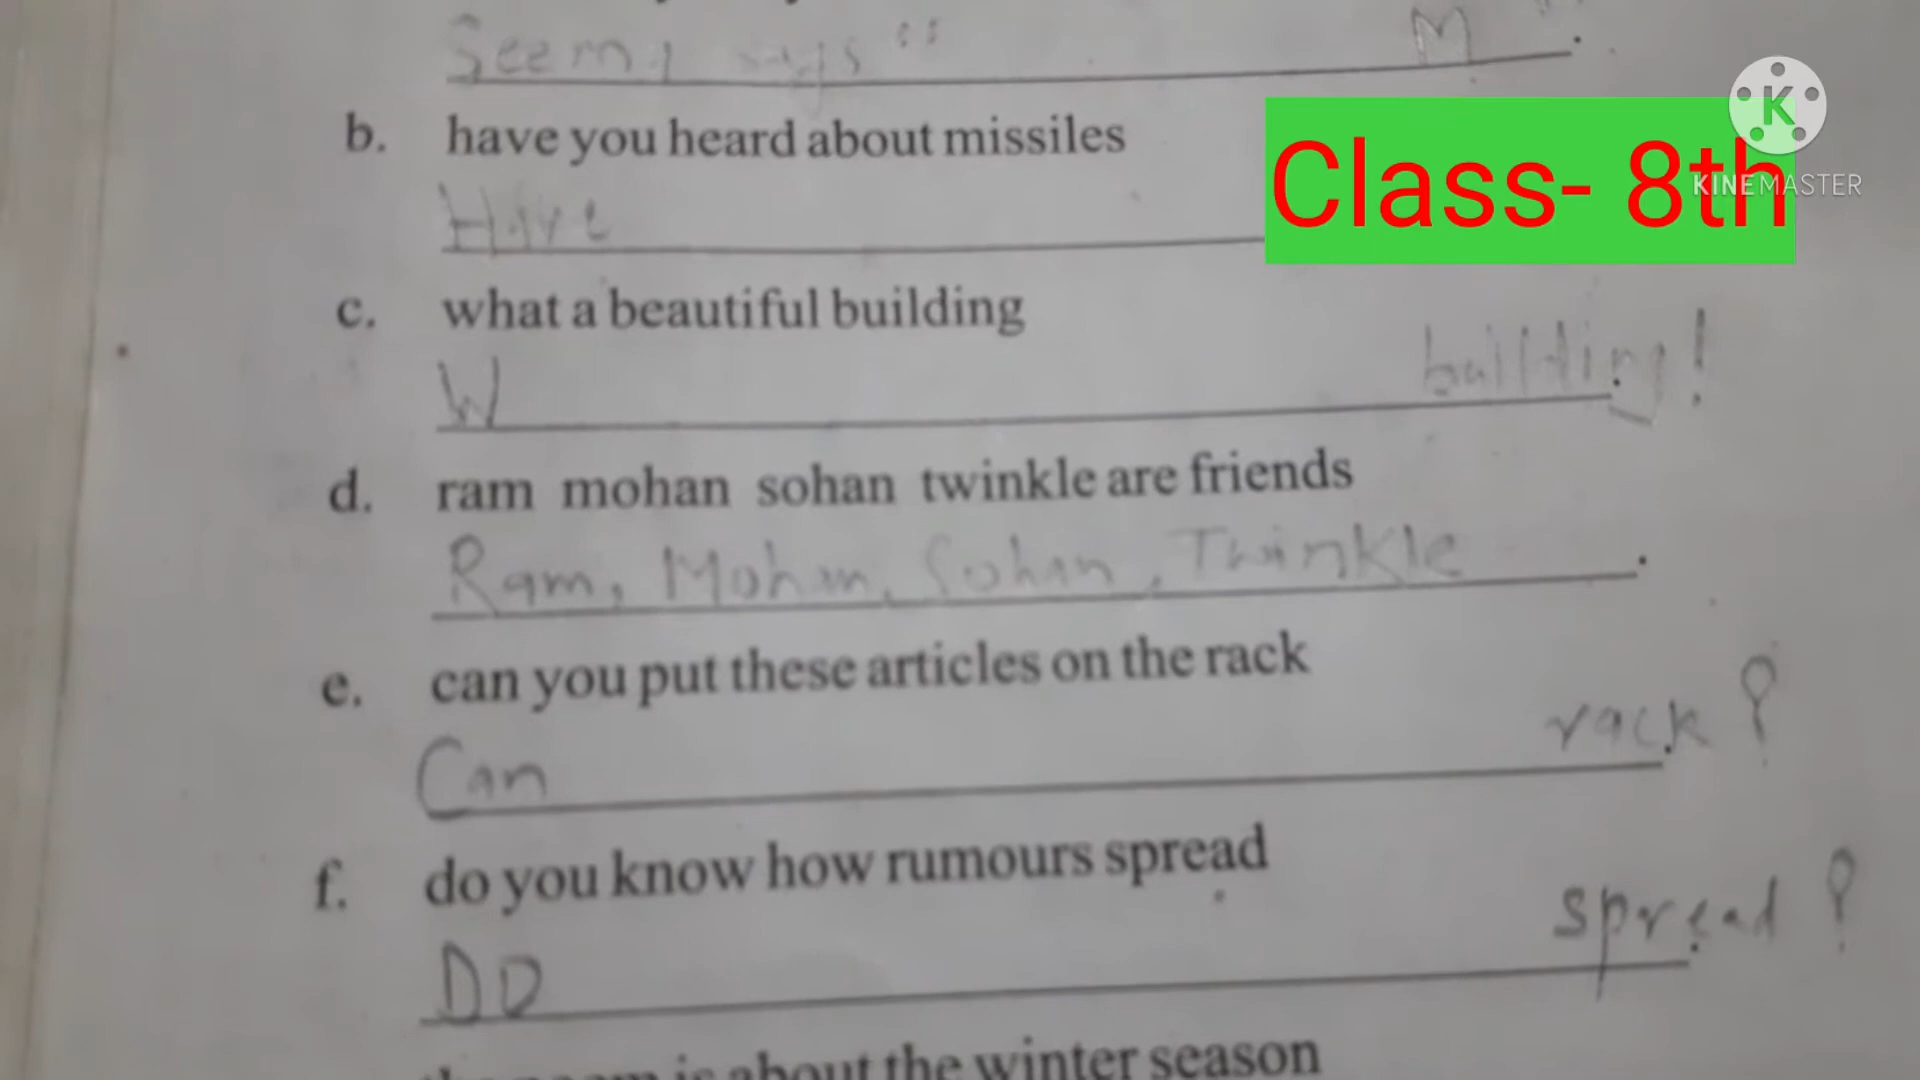 M
b. have you heard about missiles
Have
Class- 8th
K
KINEMASTER
c. what a beautiful building
W building!
d. ram mohan sohan twinkle are friends
Ram, Mohan, Sohan, Twinkle .
e. can you put these articles on the rack
Can rack ?
f. do you know how rumours spread
DO spread ?
is about the winter season